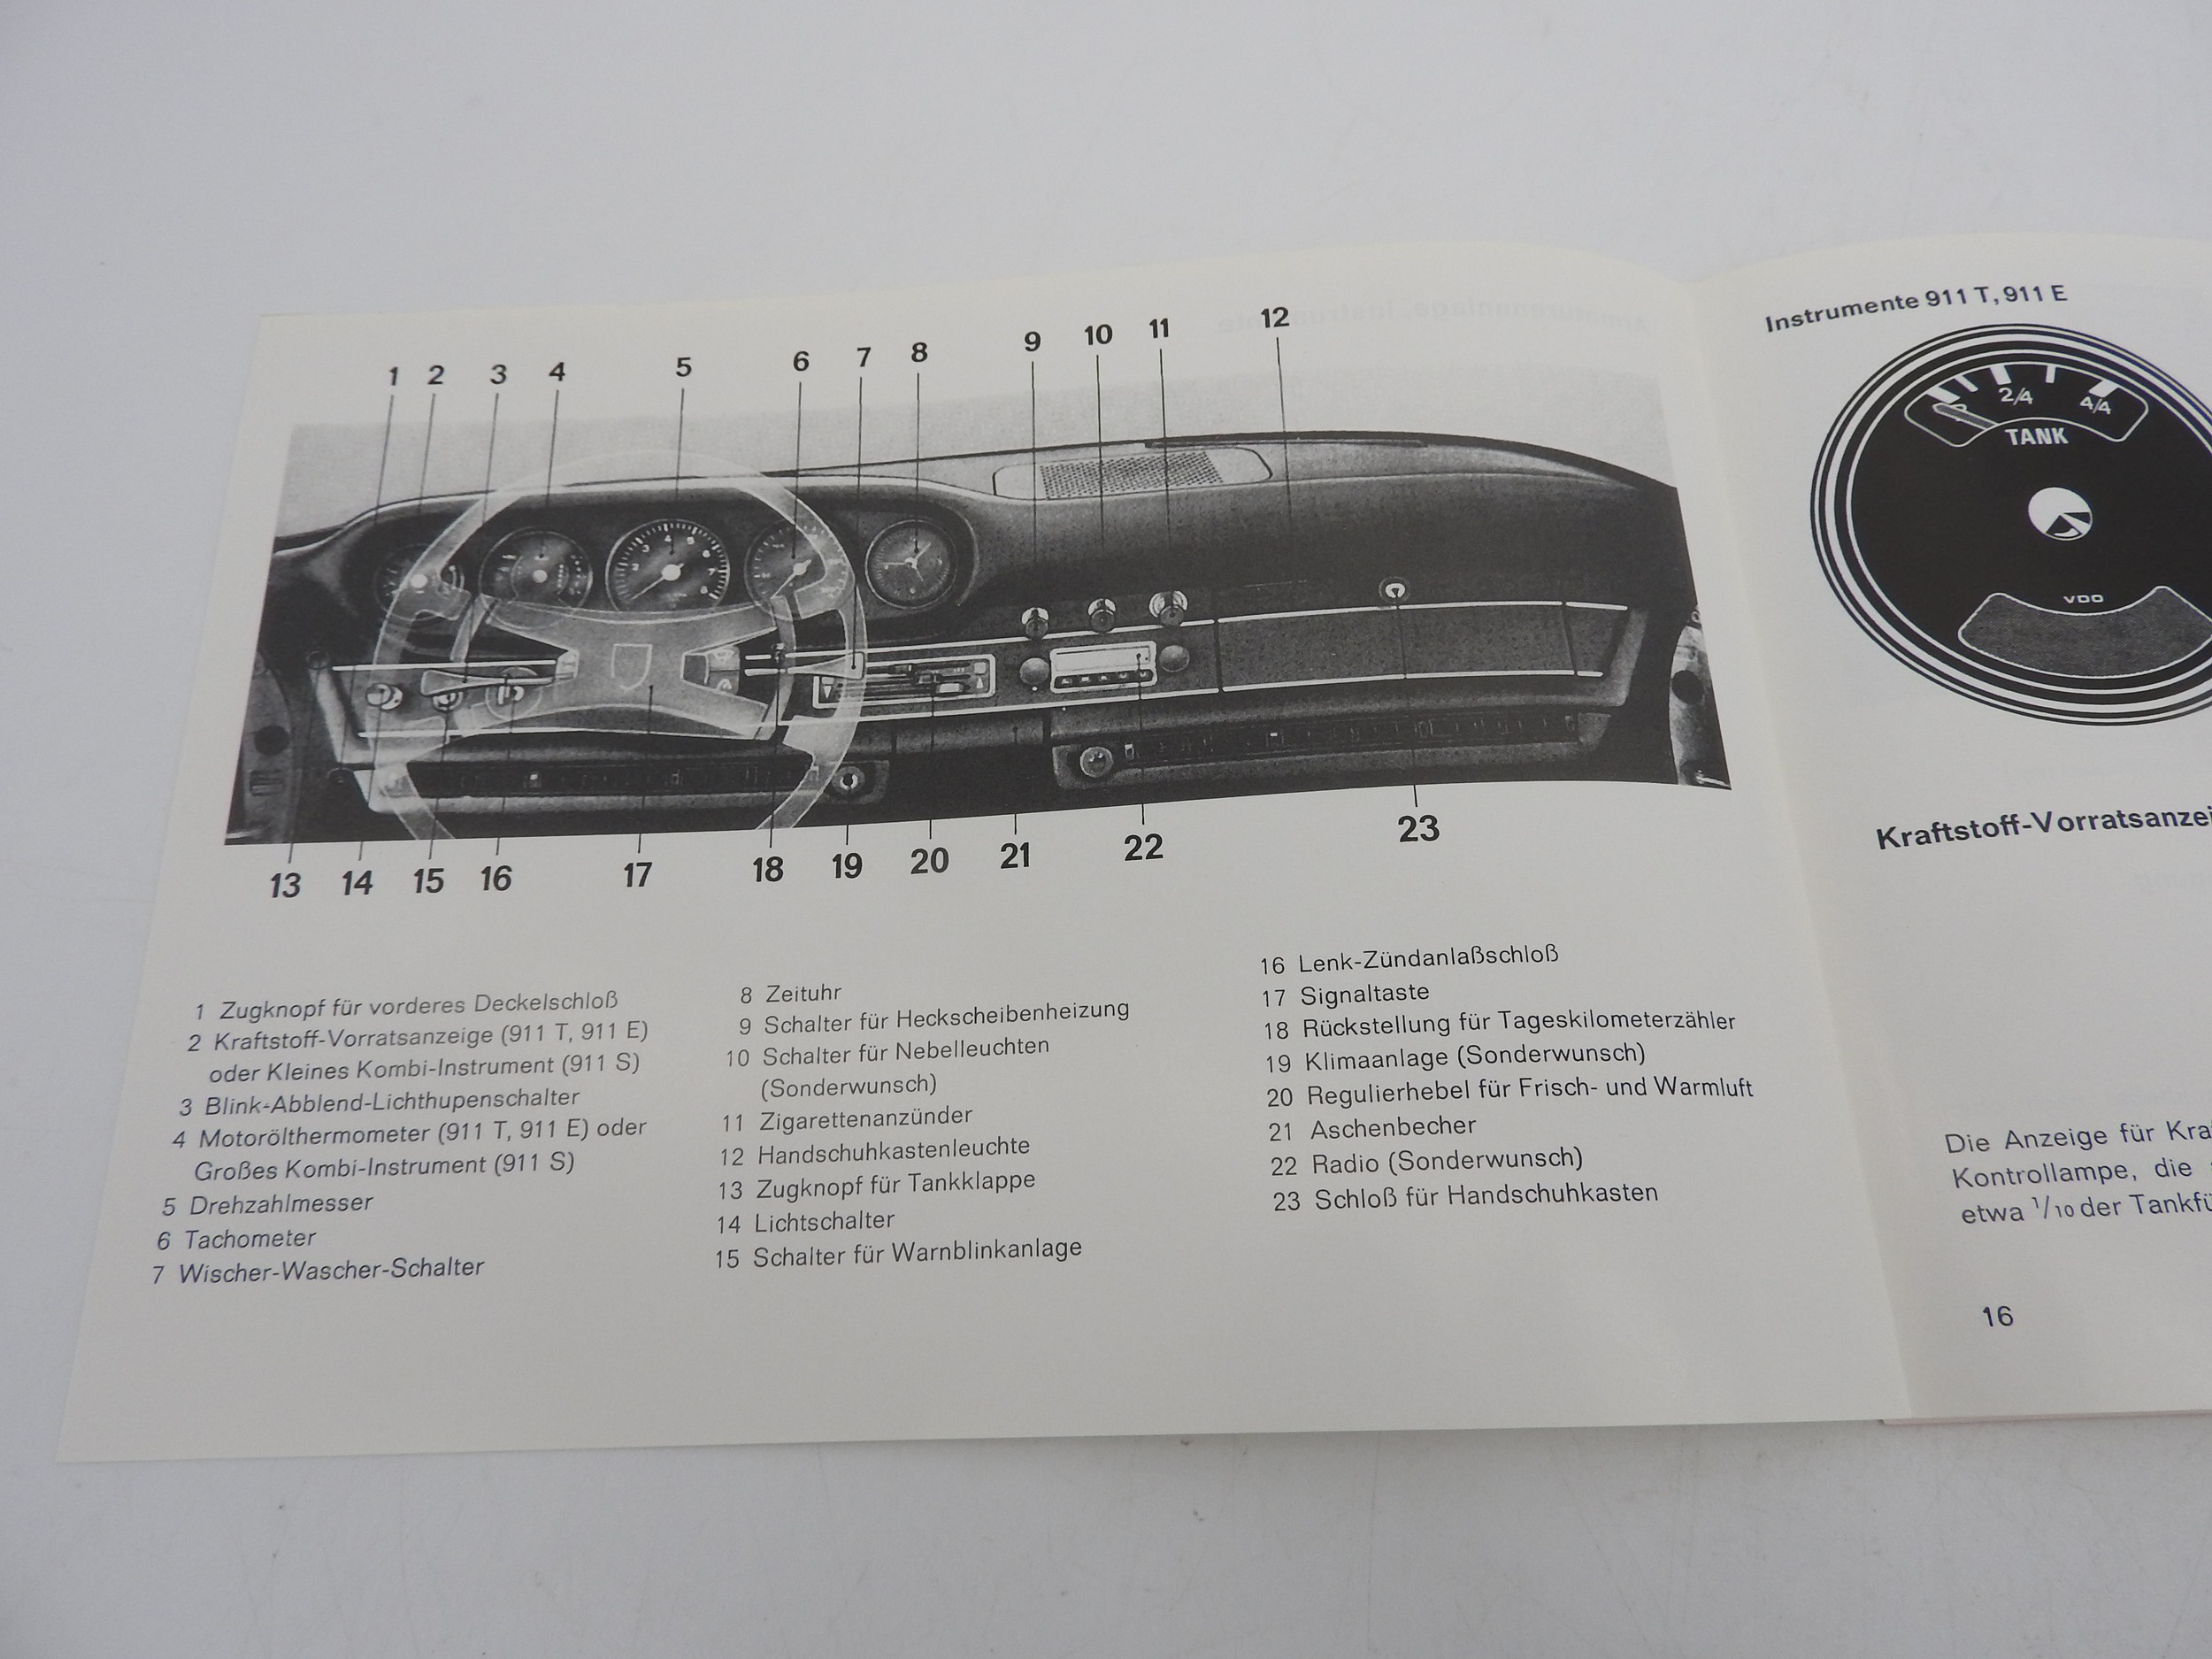 1 2 3 4 5 6 7 8 9 10 11 12
13 14 15 16 17 18 19 20 21 22 23
1 Zugknopf für vorderes Deckelschloß
2 Kraftstoff-Vorratsanzeige (911 T, 911 E)
oder Kleines Kombi-Instrument (911 S)
3 Blink-Abblend-Lichthupenschalter
4 Motorölthermometer (911 T, 911 E) oder
Großes Kombi-Instrument (911 S)
5 Drehzahlmesser
6 Tachometer
7 Wischer-Wascher-Schalter
8 Zeituhr
9 Schalter für Heckscheibenheizung
10 Schalter für Nebelleuchten
(Sonderwunsch)
11 Zigarettenanzünder
12 Handschuhkastenleuchte
13 Zugknopf für Tankklappe
14 Lichtschalter
15 Schalter für Warnblinkanlage
16 Lenk-Zündanlaßschloß
17 Signaltaste
18 Rückstellung für Tageskilometerzähler
19 Klimaanlage (Sonderwunsch)
20 Regulierhebel für Frisch- und Warmluft
21 Aschenbecher
22 Radio (Sonderwunsch)
23 Schloß für Handschuhkasten
Instrumente 911 T, 911 E
2/4 4/4
TANK
VDO
Kraftstoff-Vorratsanzei
Die Anzeige für Kra
Kontrollampe, die
etwa 1/10 der Tankfü
16